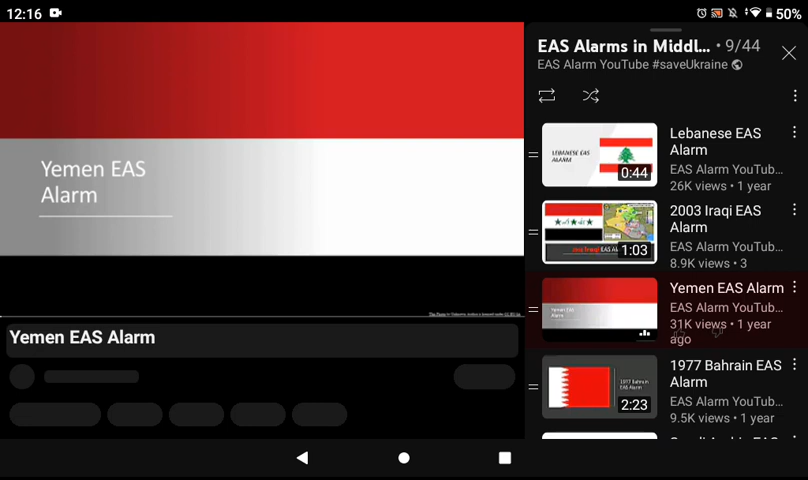 12:16
50%
Yemen EAS
Alarm
Yemen EAS Alarm
EAS Alarms in Middl... • 9/44
EAS Alarm YouTube #saveUkraine
LEBANESE EAS
ALARM
0:44
Lebanese EAS
Alarm
EAS Alarm YouTub...
26K views • 1 year
1:03
2003 Iraqi EAS
Alarm
EAS Alarm YouTub...
8.9K views • 3
Yemen EAS
Alarm
Yemen EAS Alarm
EAS Alarm YouTub...
31K views • 1 year
ago
1977 Bahrain EAS
Alarm
2:23
1977 Bahrain EAS
Alarm
EAS Alarm YouTub...
9.5K views • 1 year